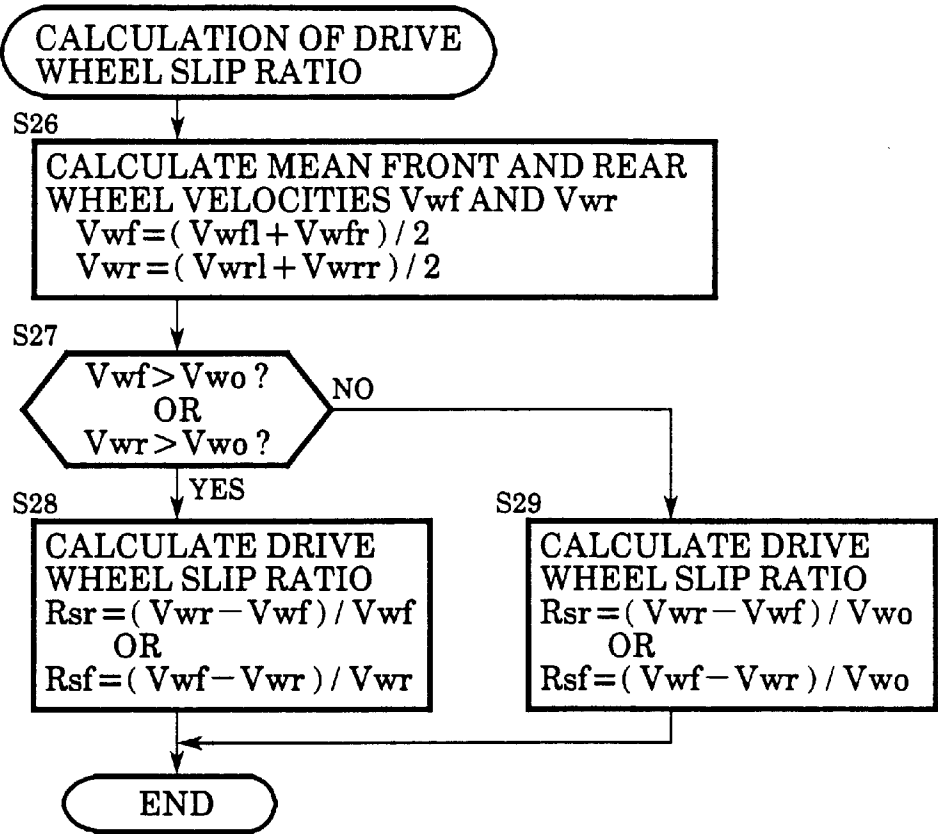 CALCULATION OF DRIVE
WHEEL SLIP RATIO
S26
CALCULATE MEAN FRONT AND REAR
WHEEL VELOCITIES Vwf AND Vwr
Vwf=(Vwfl+Vwfr)/2
Vwr=(Vwrl+Vwrr)/2
S27
Vwf>Vwo?
OR
Vwr>Vwo?
NO
YES
S28
CALCULATE DRIVE
WHEEL SLIP RATIO
Rsr=(Vwr-Vwf)/Vwf
OR
Rsf=(Vwf-Vwr)/Vwr
S29
CALCULATE DRIVE
WHEEL SLIP RATIO
Rsr=(Vwr-Vwf)/Vwo
OR
Rsf=(Vwf-Vwr)/Vwo
END